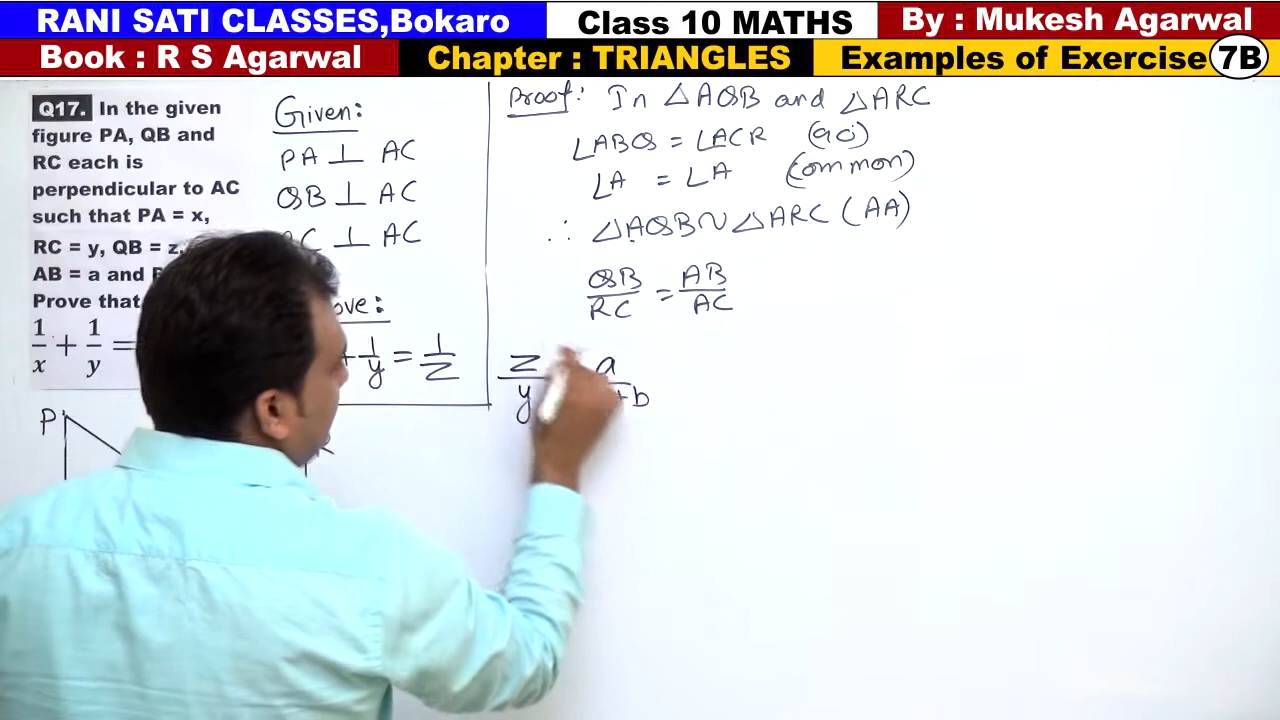 RANI SATI CLASSES,Bokaro
Class 10 MATHS
By : Mukesh Agarwal
Book : R S Agarwal
Chapter : TRIANGLES
Examples of Exercise 7B
Q17. In the given
figure PA, QB and
RC each is
perpendicular to AC
such that PA = x,
RC = y, QB = z,
AB = a and
Prove that
1/x + 1/y =
Given:
PA ⊥ AC
QB ⊥ AC
⊥ AC
+ 1/y = 1/z
P
Proof: In △AQB and △ARC
∠ABQ = ∠ACR
∠A = ∠A (common)
∴ △AQB ~ △ARC (AA)
QB/RC = AB/AC
z/y
a
+b